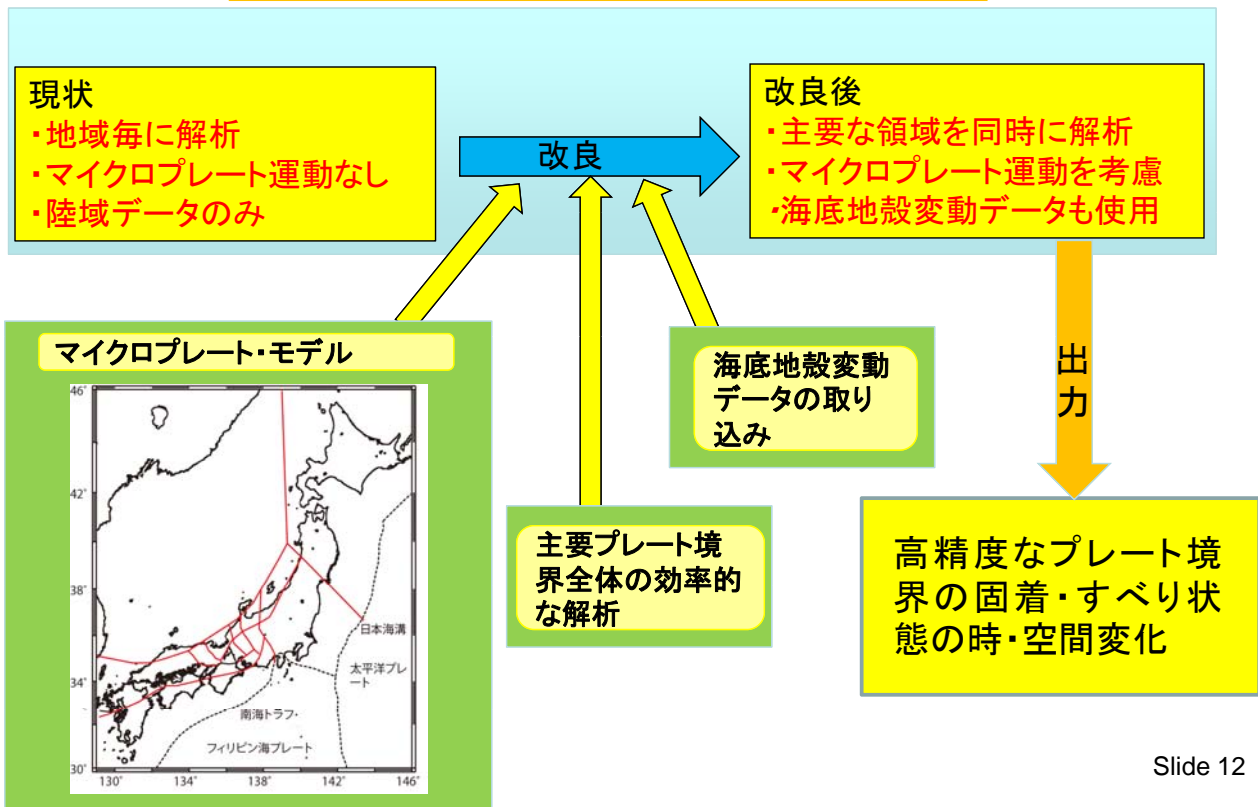 現状
・地域毎に解析
・マイクロプレート運動なし
・陸域データのみ
改良
改良後
・主要な領域を同時に解析
・マイクロプレート運動を考慮
・海底地殻変動データも使用
マイクロプレート・モデル
46°
42°
38°
34°
30°
130°
134°
138°
142°
146°
日本海溝
太平洋プレ
ート
南海トラフ
フィリピン海プレート
主要プレート境
界全体の効率的
な解析
海底地殻変動
データの取り
込み
出
力
高精度なプレート境
界の固着・すべり状
態の時・空間変化
Slide 12